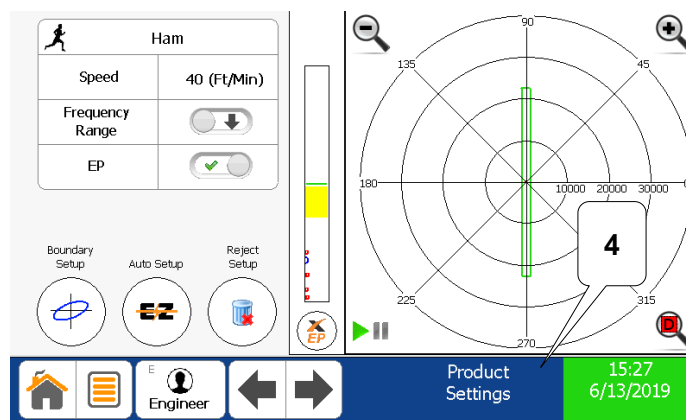 Ham
Speed
40 (Ft/Min)
Frequency
Range
EP
Boundary
Setup
Auto Setup
Reject
Setup
EZ
X
EP
90
135
45
180
10000
20000
30000
225
315
270
4
D
E
Engineer
Product
Settings
15:27
6/13/2019